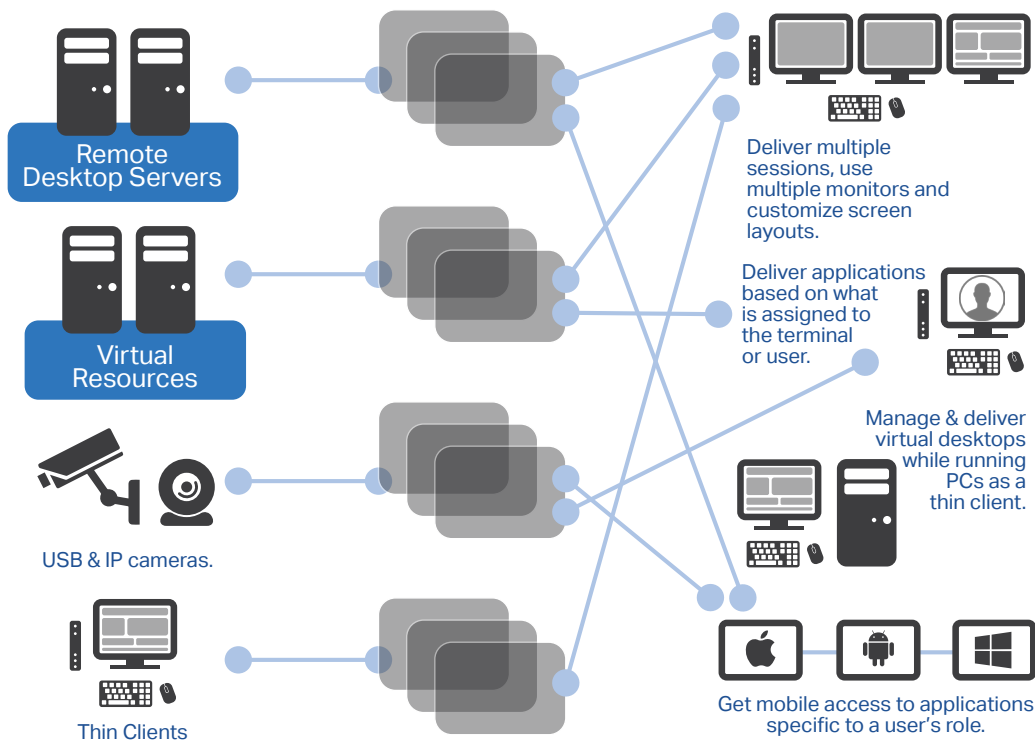 Remote
Desktop Servers
Virtual
Resources
USB & IP cameras.
Thin Clients
Deliver multiple
sessions, use
multiple monitors and
customize screen
layouts.
Deliver applications
based on what
is assigned to
the terminal
or user.
Manage & deliver
virtual desktops
while running
PCs as a
thin client.
Get mobile access to applications
specific to a user's role.